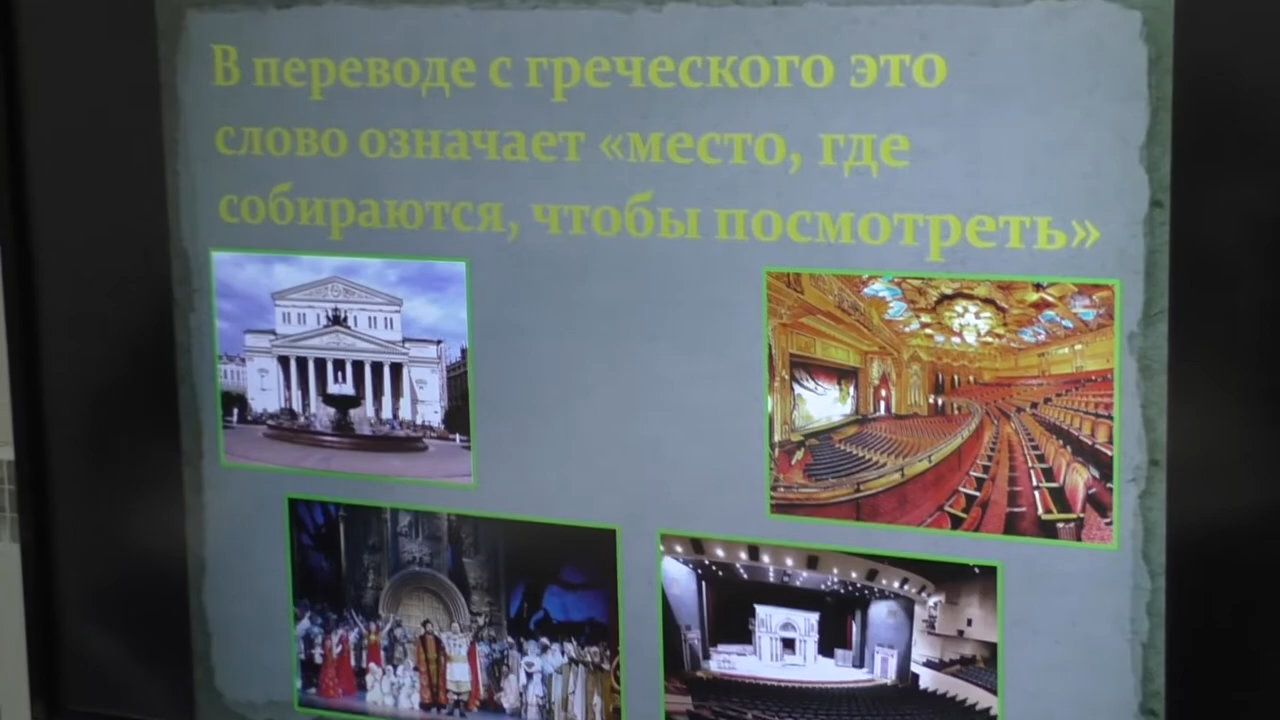 В переводе с греческого это
слово означает «место, где
собираются, чтобы посмотреть»